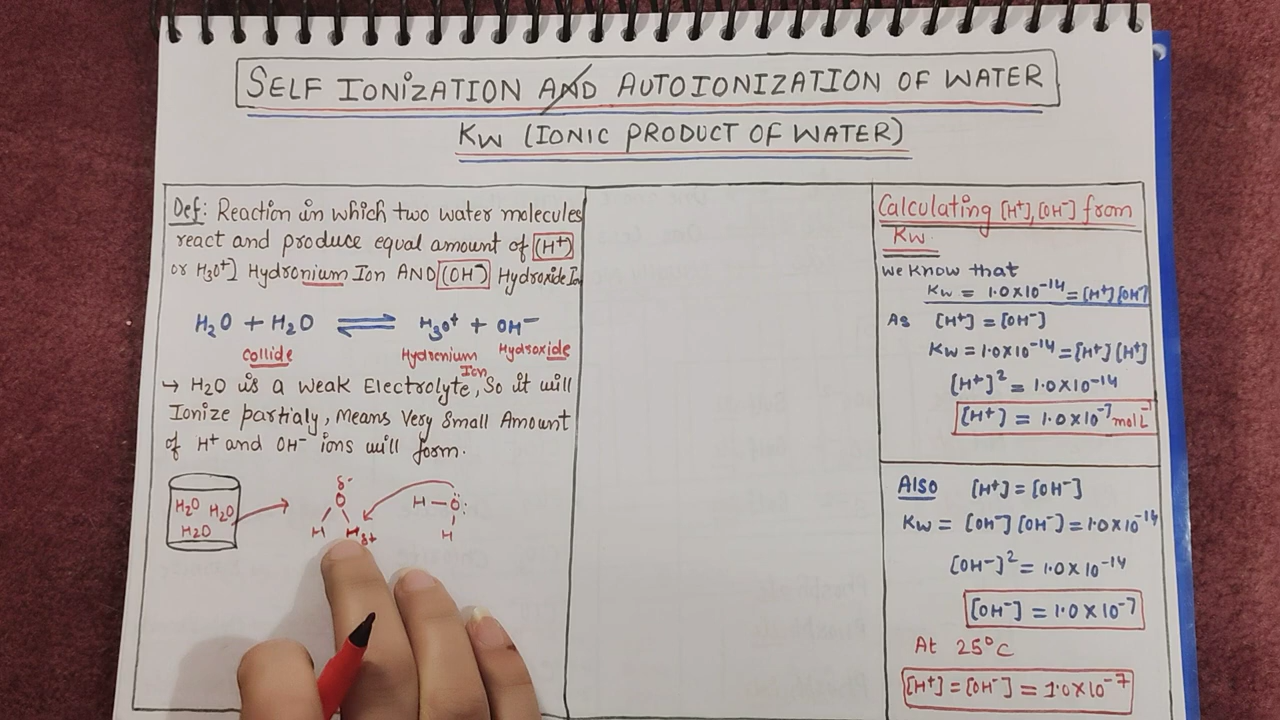 SELF IONiZATION AND AUTOIONIZATION OF WATER
Kw (IONIC PRODUCT OF WATER)
Def: Reaction in which two water molecules
react and produce equal amount of (H⁺)
or H₃O⁺] Hydronium Ion AND (OH⁻) Hydroxide Ion
H₂O + H₂O ⇌ H₃O⁺ + OH⁻
collide Hydronium Ion Hydroxide
→ H₂O is a weak Electrolyte, So it will
Ionize partialy, Means Very Small Amount
of H⁺ and OH⁻ ions will form.
H₂O H₂O
H₂O
δ⁻
O
H H δ+
H—O:
H
Calculating [H⁺], [OH⁻] from
Kw.
We know that
Kw = 1.0×10⁻¹⁴ = [H⁺][OH⁻]
As [H⁺] = [OH⁻]
Kw = 1.0×10⁻¹⁴ = [H⁺][H⁺]
[H⁺]² = 1.0×10⁻¹⁴
[H⁺] = 1.0×10⁻⁷ mol L⁻¹
Also [H⁺] = [OH⁻]
Kw = [OH⁻][OH⁻] = 1.0×10⁻¹⁴
[OH⁻]² = 1.0×10⁻¹⁴
[OH⁻] = 1.0×10⁻⁷
At 25°C
[H⁺] = [OH⁻] = 1.0×10⁻⁷